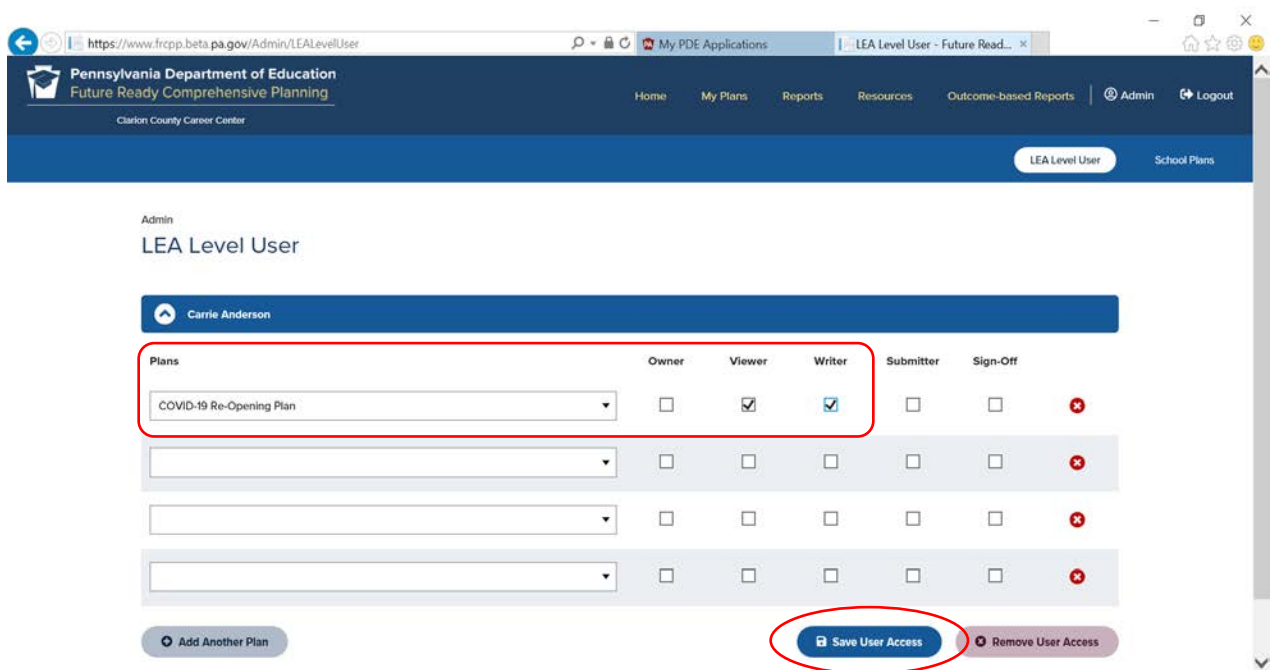 https://www.frcpp.beta.pa.gov/Admin/LEALevelUser
My PDE Applications
LEA Level User - Future Read...
Pennsylvania Department of Education
Future Ready Comprehensive Planning
Clarion County Career Center
Home My Plans Reports Resources Outcome-based Reports Admin Logout
LEA Level User School Plans
Admin
LEA Level User
Carrie Anderson
Plans Owner Viewer Writer Submitter Sign-Off
COVID-19 Re-Opening Plan
Add Another Plan Save User Access Remove User Access